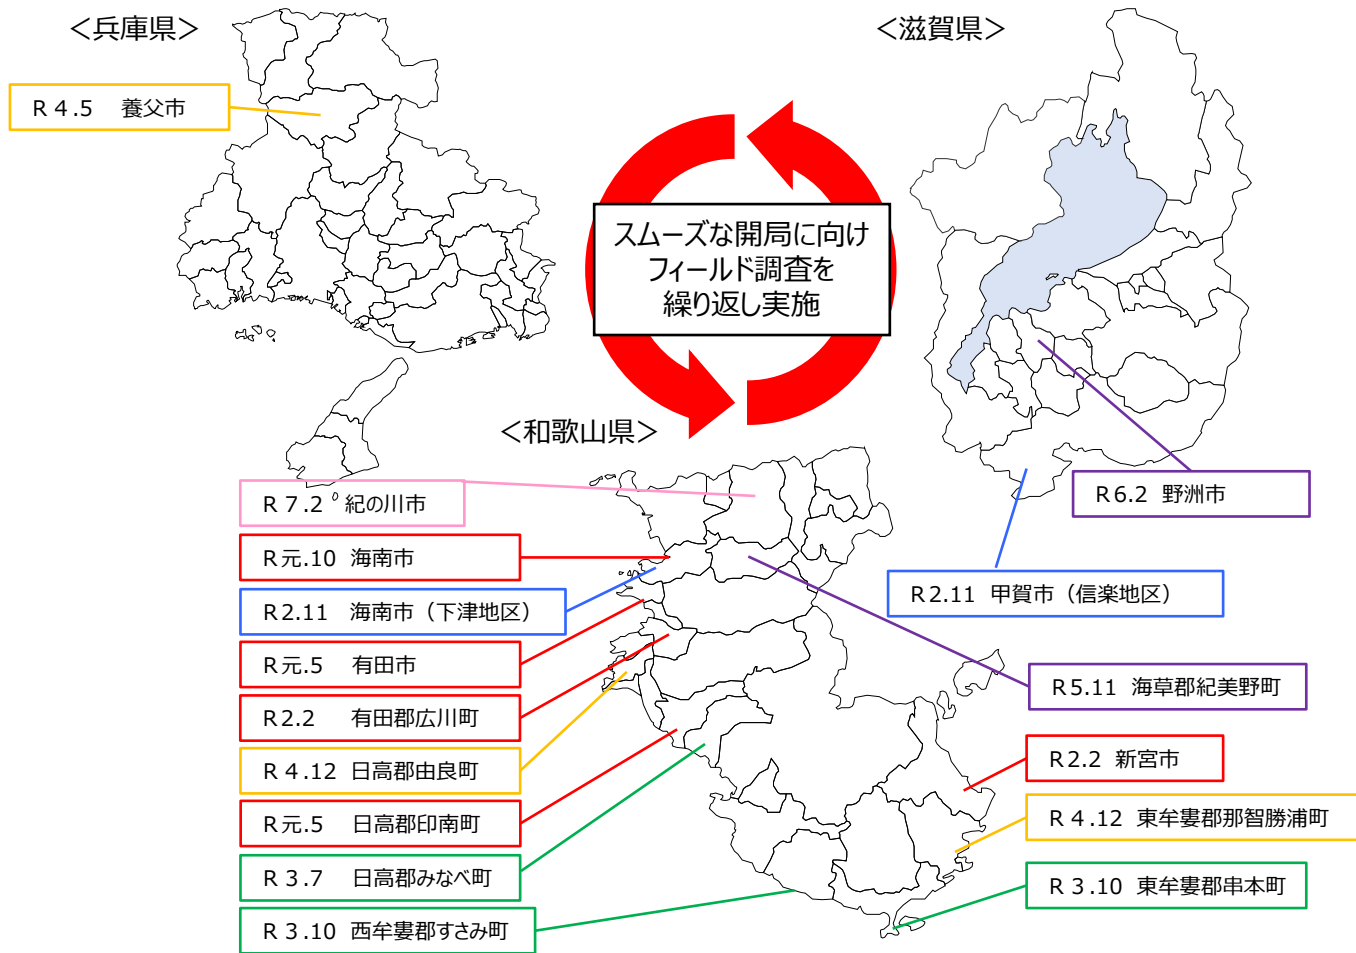 ＜兵庫県＞
R４.5　養父市
＜滋賀県＞
スムーズな開局に向け
フィールド調査を
繰り返し実施
R6.2　野洲市
R2.11　甲賀市（信楽地区）
＜和歌山県＞
R７.2　紀の川市
R元.10　海南市
R2.11　海南市（下津地区）
R元.5　有田市
R2.2　有田郡広川町
R４.12　日高郡由良町
R元.5　日高郡印南町
R３.7　日高郡みなべ町
R３.10　西牟婁郡すさみ町
R5.11　海草郡紀美野町
R2.2　新宮市
R４.12　東牟婁郡那智勝浦町
R３.10　東牟婁郡串本町